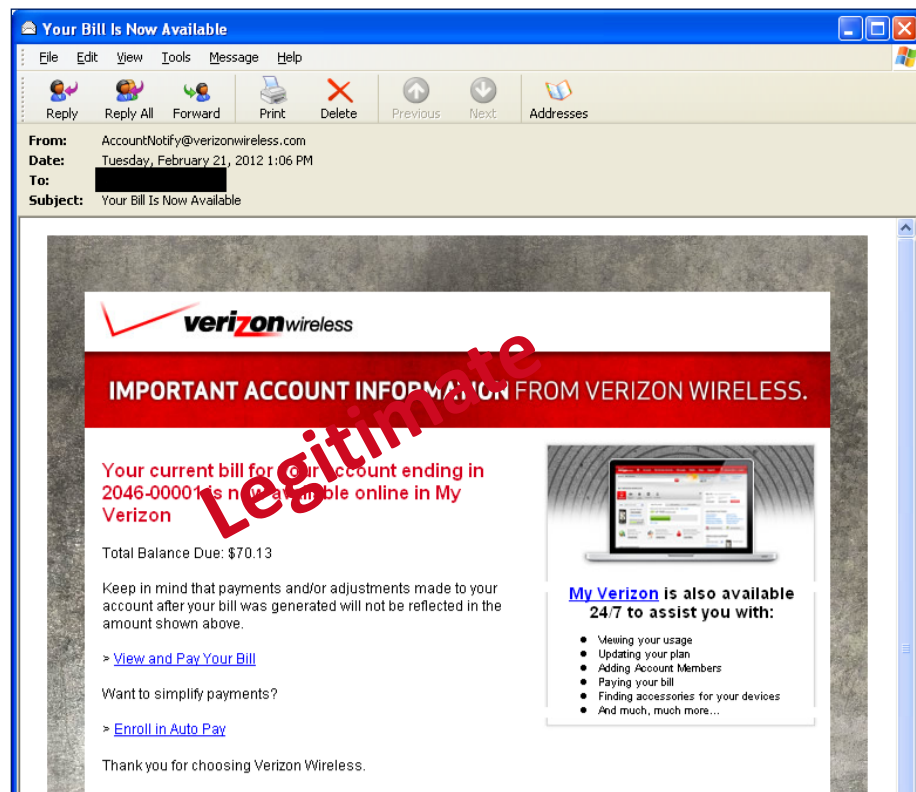 Your Bill Is Now Available
File Edit View Tools Message Help
Reply Reply All Forward Print Delete Previous Next Addresses
From: AccountNotify@verizonwireless.com
Date: Tuesday, February 21, 2012 1:06 PM
To:
Subject: Your Bill Is Now Available
verizonwireless
IMPORTANT ACCOUNT INFORMATION FROM VERIZON WIRELESS.
Legitimate
Your current bill for your account ending in
2046-00001 is now available online in My
Verizon
Total Balance Due: $70.13
Keep in mind that payments and/or adjustments made to your
account after your bill was generated will not be reflected in the
amount shown above.
> View and Pay Your Bill
Want to simplify payments?
> Enroll in Auto Pay
Thank you for choosing Verizon Wireless.
My Verizon is also available
24/7 to assist you with:
● Viewing your usage
● Updating your plan
● Adding Account Members
● Paying your bill
● Finding accessories for your devices
● And much, much more...